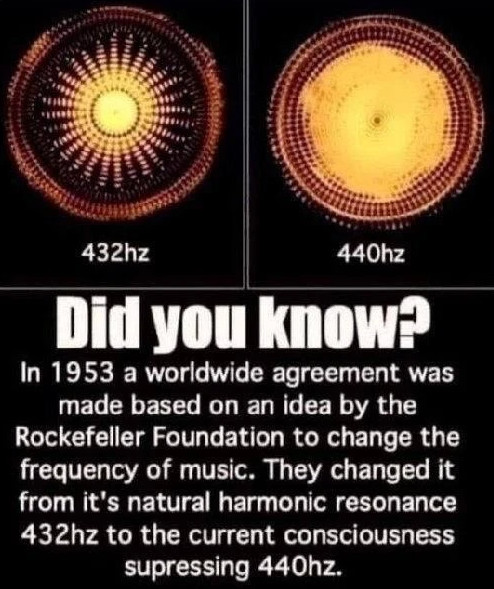 432hz
440hz
Did you know?
In 1953 a worldwide agreement was
made based on an idea by the
Rockefeller Foundation to change the
frequency of music. They changed it
from it's natural harmonic resonance
432hz to the current consciousness
supressing 440hz.